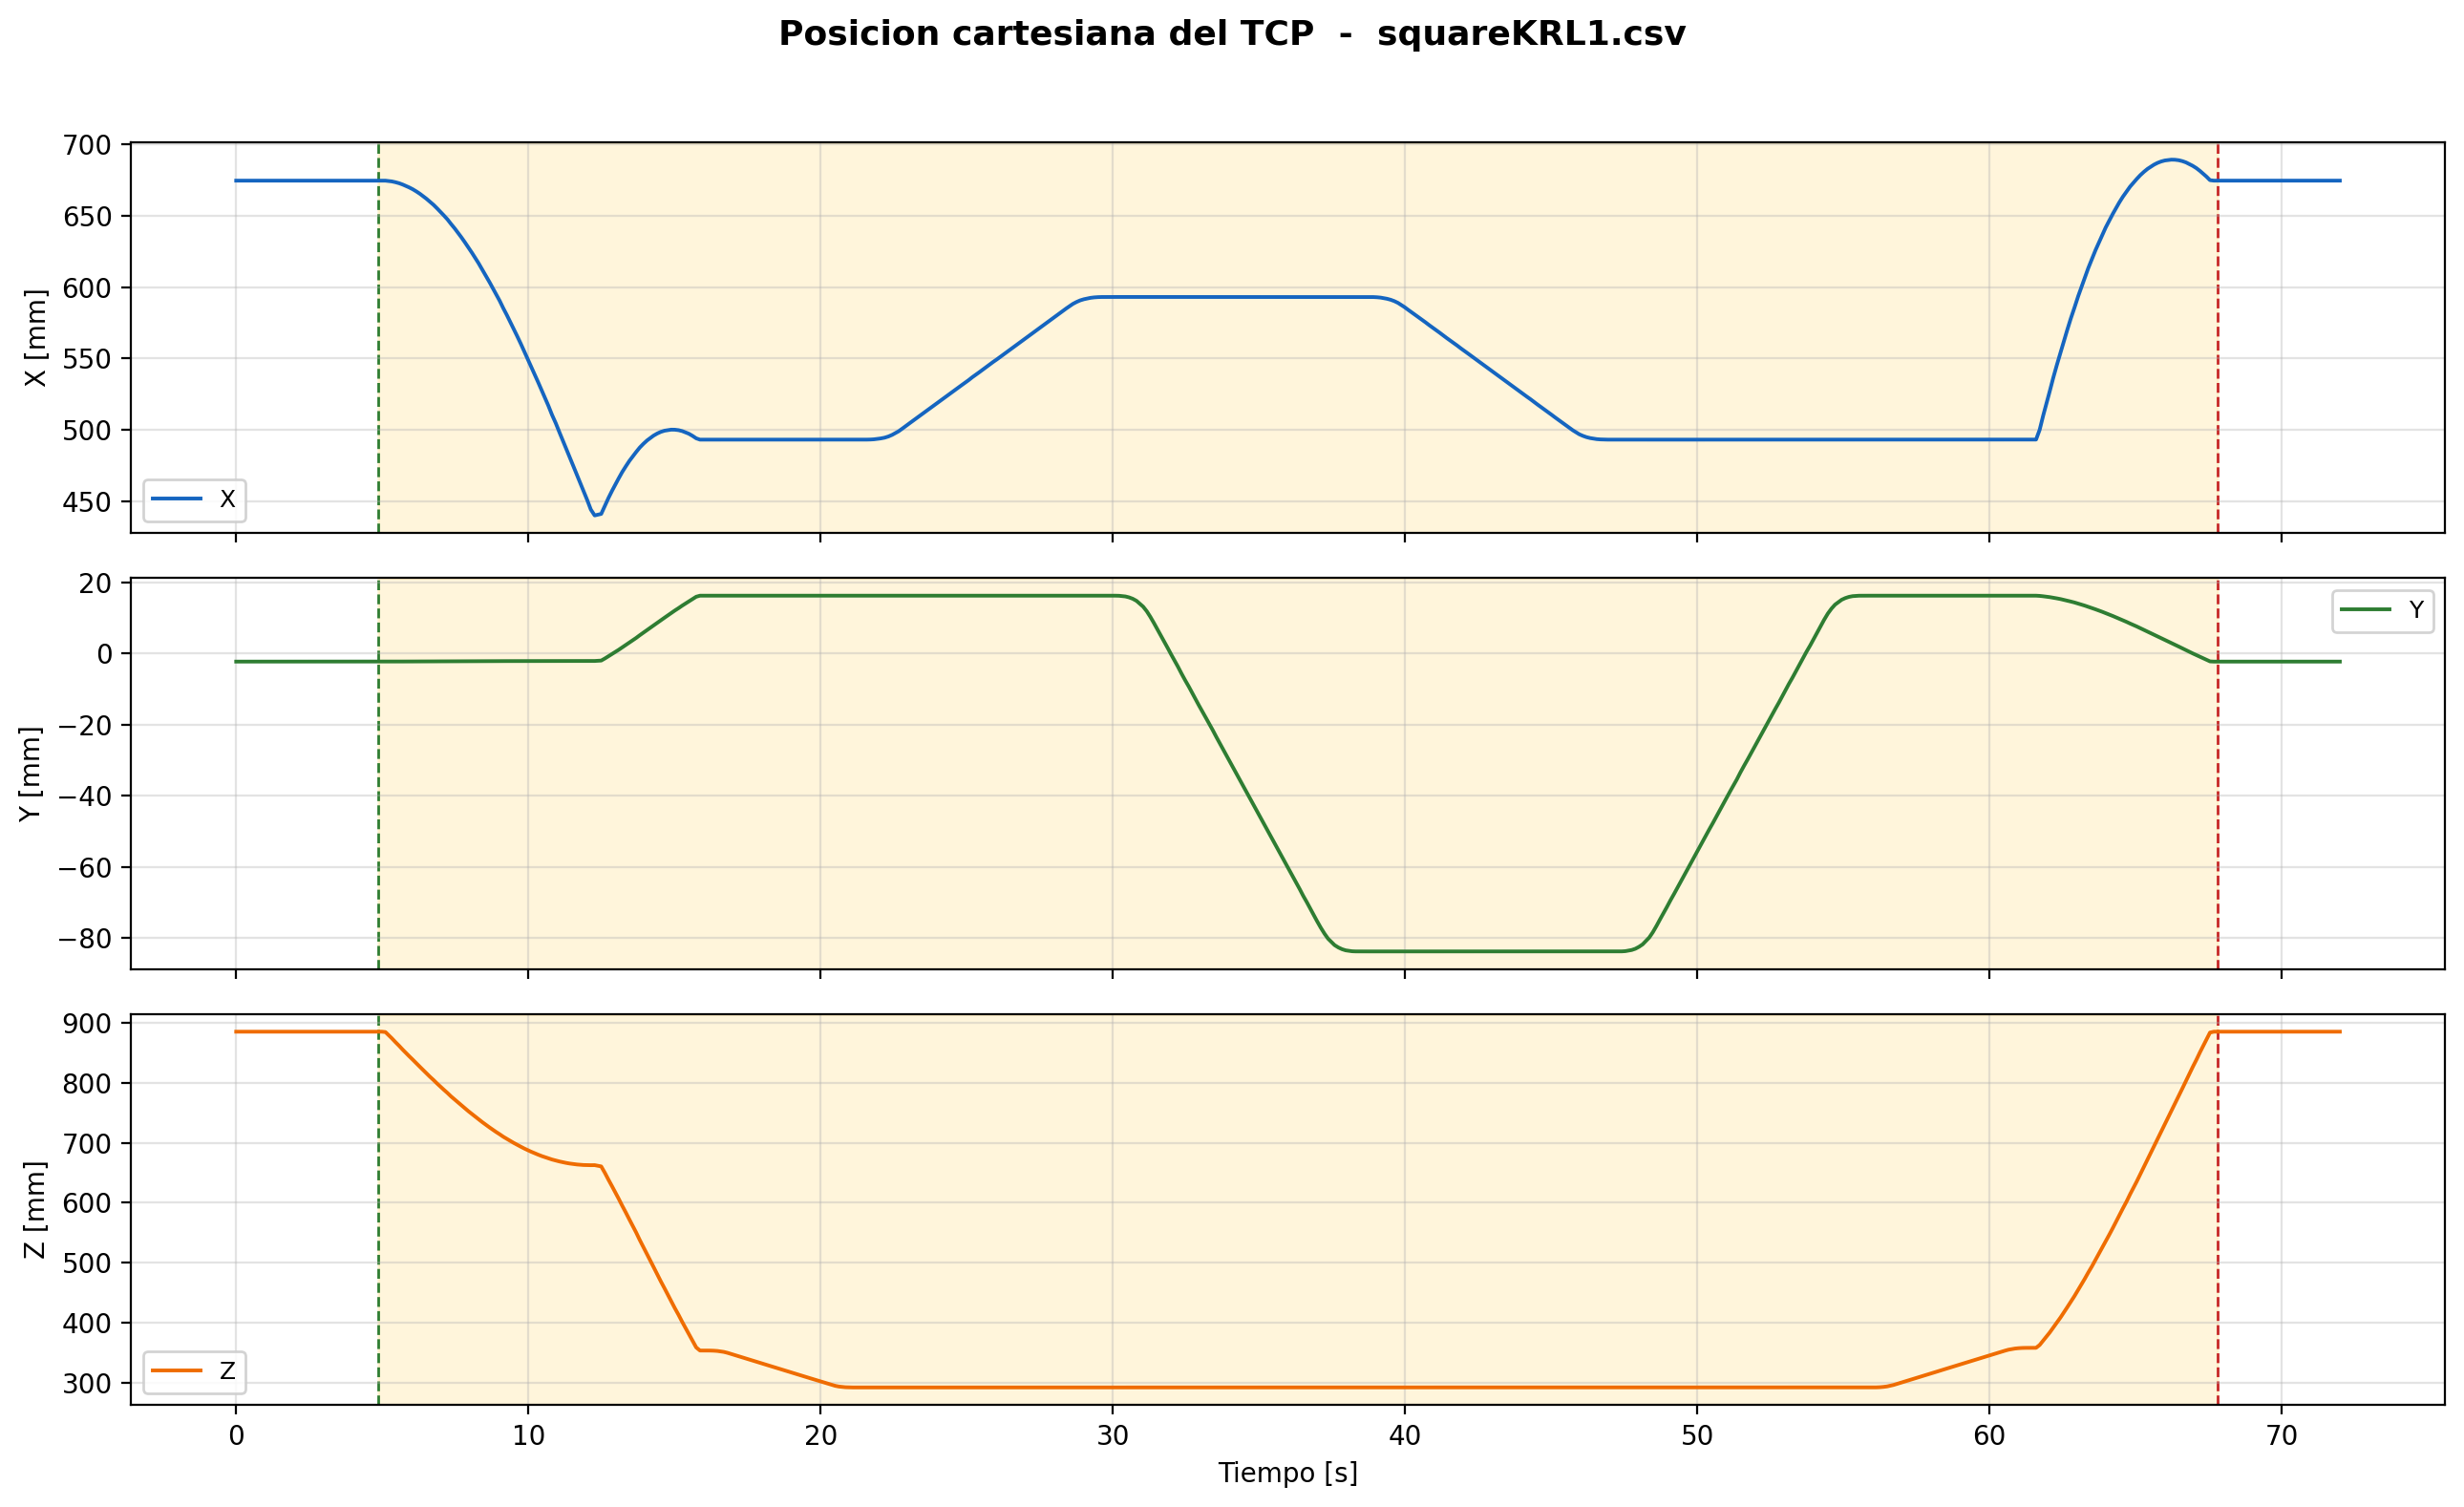 Posicion cartesiana del TCP  -  squareKRL1.csv
700
650
600
550
500
450
X [mm]
X
20
0
−20
−40
−60
−80
Y [mm]
Y
900
800
700
600
500
400
300
Z [mm]
Z
0 10 20 30 40 50 60 70
Tiempo [s]